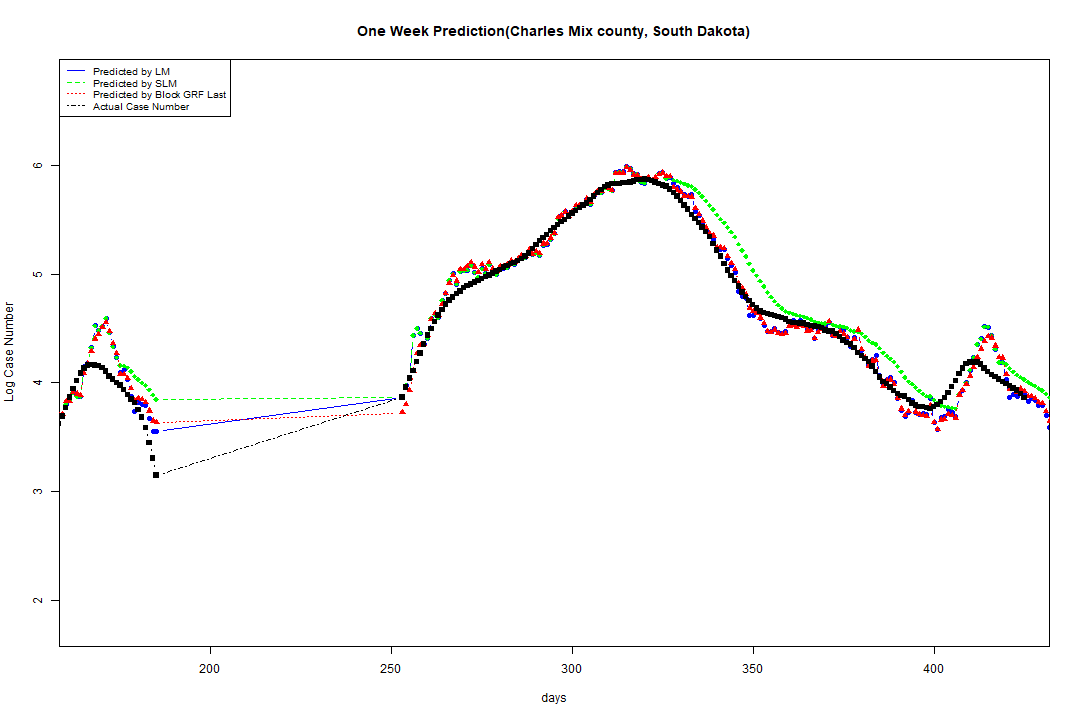 One Week Prediction(Charles Mix county, South Dakota)
Predicted by LM
Predicted by SLM
Predicted by Block GRF Last
Actual Case Number
6
5
4
3
2
Log Case Number
200
250
300
350
400
days